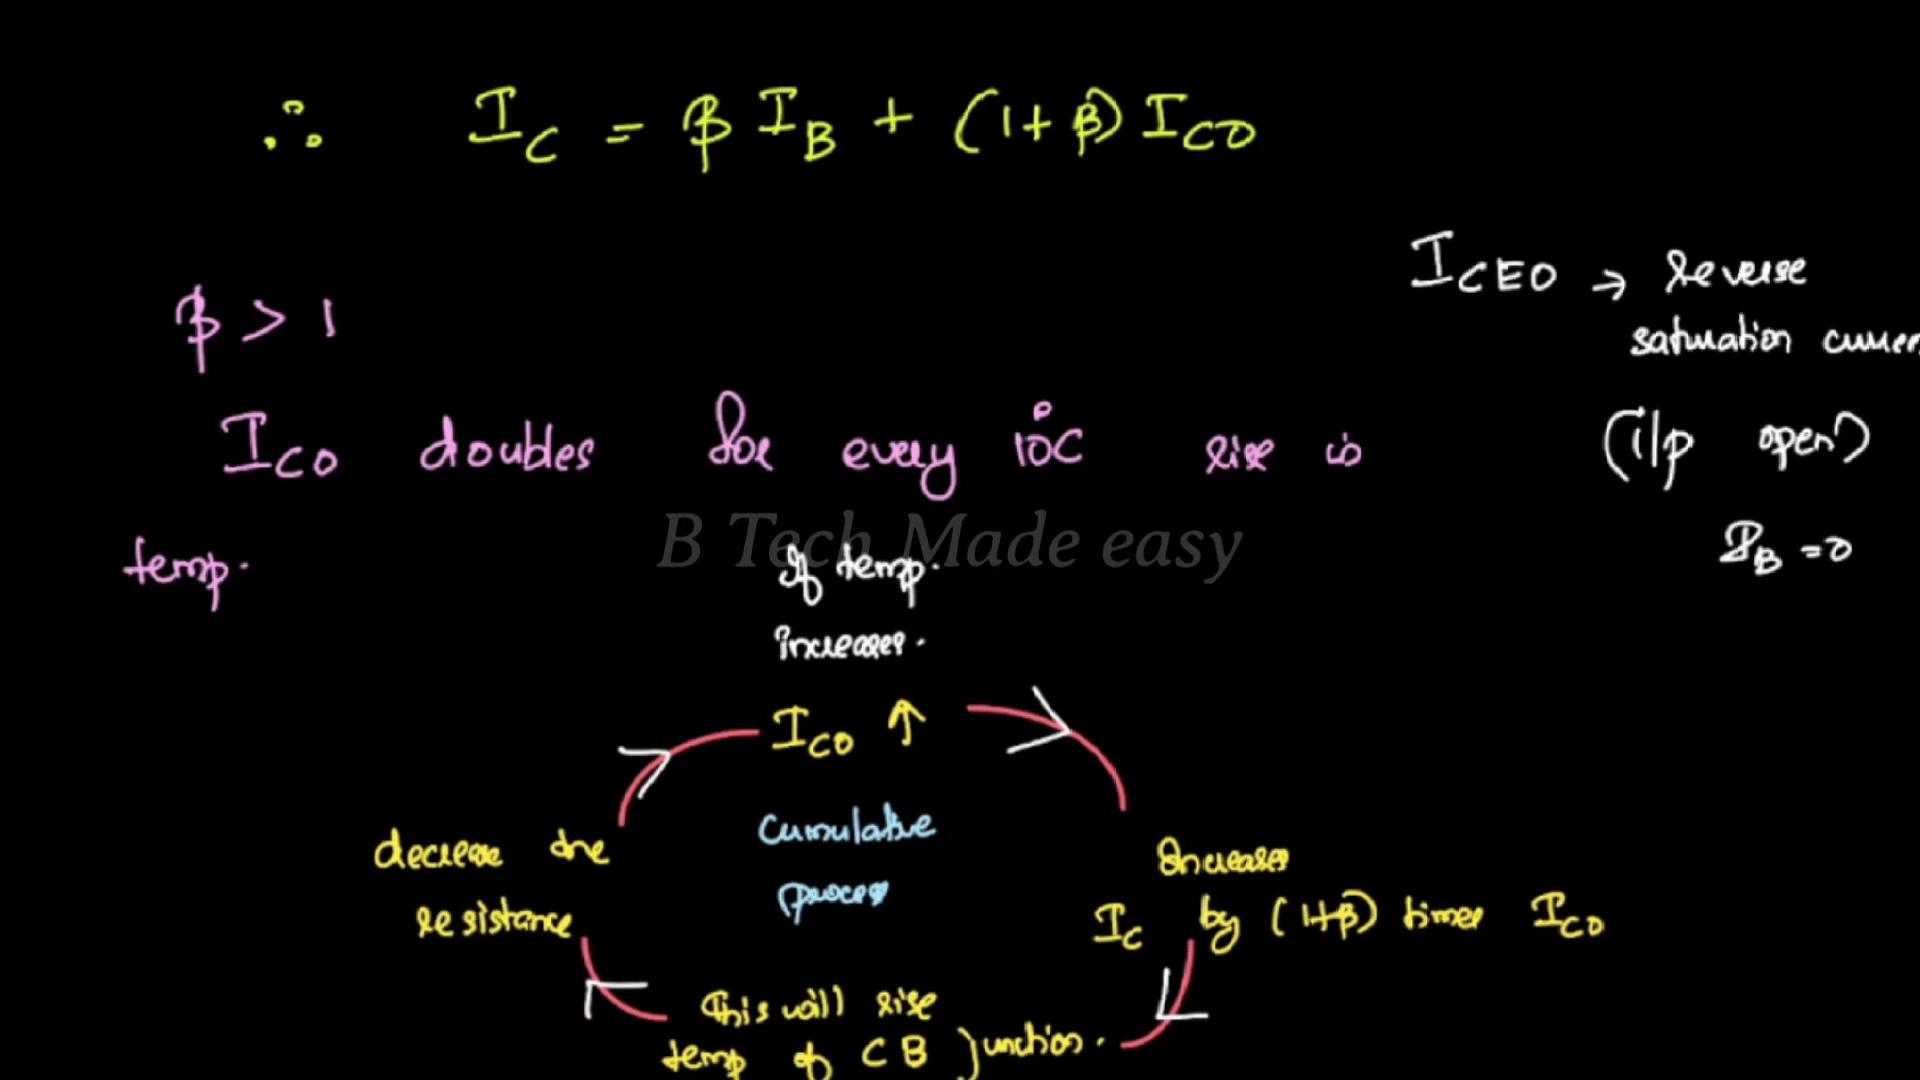 ∴ I_C = β I_B + (1+β) I_CO
β > 1
I_CEO → reverse
saturation curren
(i/p open)
I_B = 0
I_CO doubles for every 10°C rise in
temp.
B Tech Made easy
If temp.
increases.
I_CO ↑
Cumulative
process
Increases
I_C by (1+β) times I_CO
This will rise
temp of CB junction.
decrease the
resistance